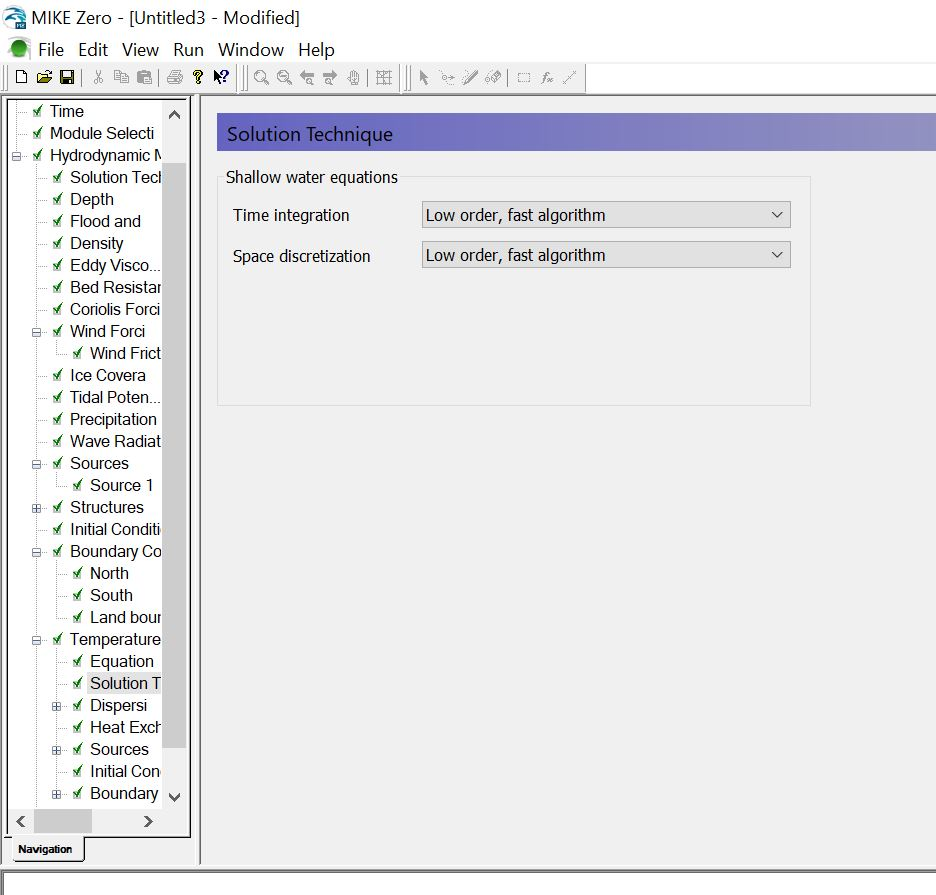 MIKE Zero - [Untitled3 - Modified]
File Edit View Run Window Help
Time
Module Selecti
Hydrodynamic M
Solution Tech
Depth
Flood and
Density
Eddy Visco...
Bed Resistar
Coriolis Forci
Wind Forci
Wind Frict
Ice Covera
Tidal Poten...
Precipitation
Wave Radiat
Sources
Source 1
Structures
Initial Conditi
Boundary Co
North
South
Land bour
Temperature
Equation
Solution T
Dispersi
Heat Exch
Sources
Initial Con
Boundary
Navigation
Solution Technique
Shallow water equations
Time integration Low order, fast algorithm
Space discretization Low order, fast algorithm